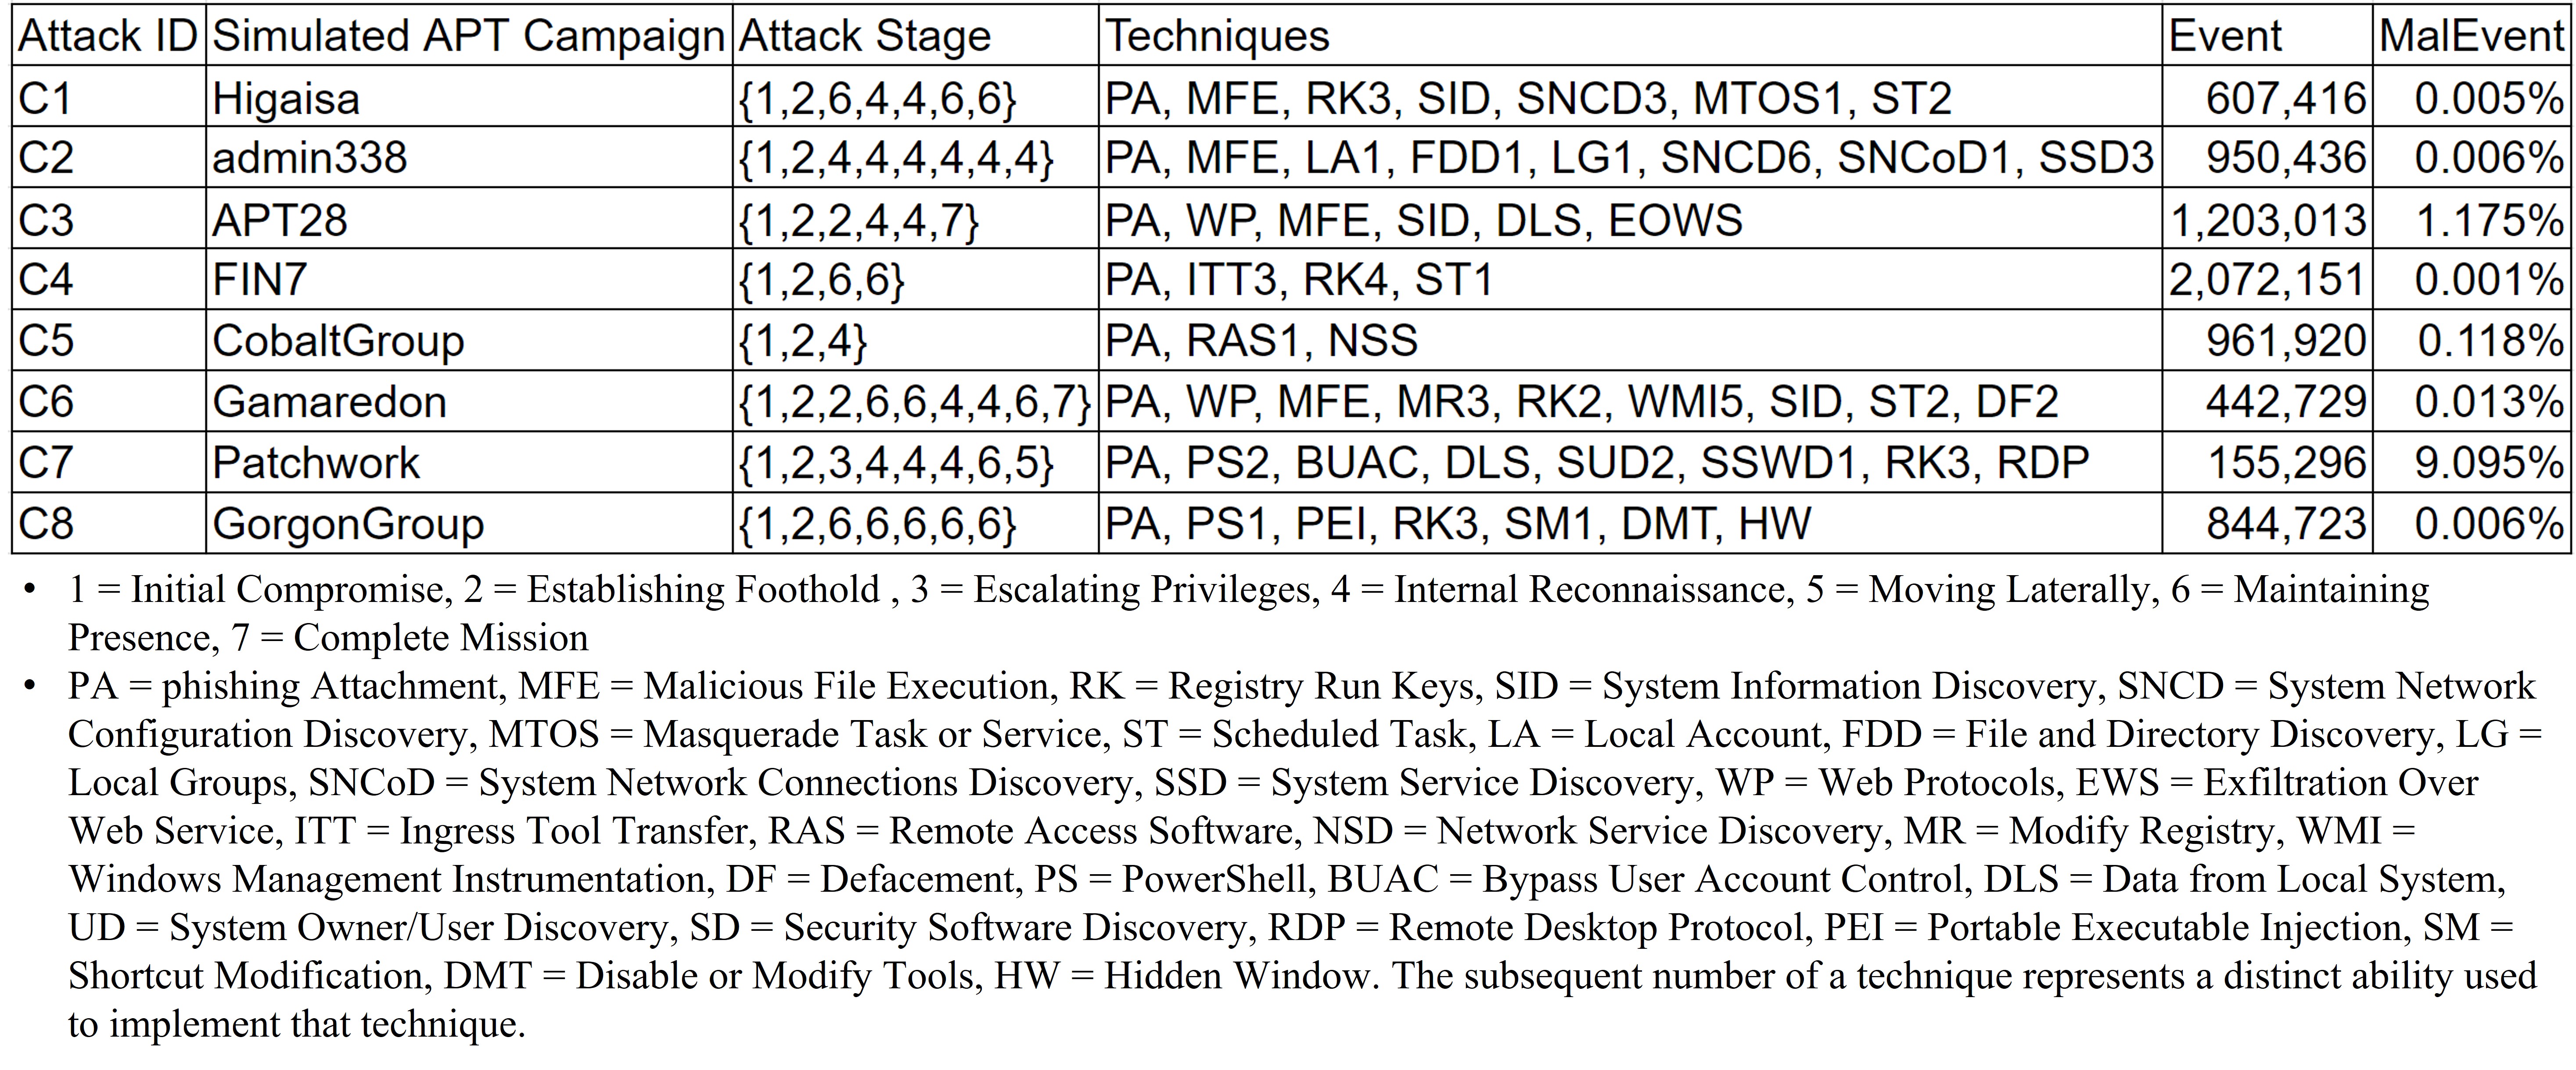 Attack ID Simulated APT Campaign Attack Stage Techniques Event MalEvent
C1 Higaisa {1,2,6,4,4,6,6} PA, MFE, RK3, SID, SNCD3, MTOS1, ST2 607,416 0.005%
C2 admin338 {1,2,4,4,4,4,4,4} PA, MFE, LA1, FDD1, LG1, SNCD6, SNCoD1, SSD3 950,436 0.006%
C3 APT28 {1,2,2,4,4,7} PA, WP, MFE, SID, DLS, EOWS 1,203,013 1.175%
C4 FIN7 {1,2,6,6} PA, ITT3, RK4, ST1 2,072,151 0.001%
C5 CobaltGroup {1,2,4} PA, RAS1, NSS 961,920 0.118%
C6 Gamaredon {1,2,2,6,6,4,4,6,7} PA, WP, MFE, MR3, RK2, WMI5, SID, ST2, DF2 442,729 0.013%
C7 Patchwork {1,2,3,4,4,4,6,5} PA, PS2, BUAC, DLS, SUD2, SSWD1, RK3, RDP 155,296 9.095%
C8 GorgonGroup {1,2,6,6,6,6,6} PA, PS1, PEI, RK3, SM1, DMT, HW 844,723 0.006%
• 1 = Initial Compromise, 2 = Establishing Foothold , 3 = Escalating Privileges, 4 = Internal Reconnaissance, 5 = Moving Laterally, 6 = Maintaining
Presence, 7 = Complete Mission
• PA = phishing Attachment, MFE = Malicious File Execution, RK = Registry Run Keys, SID = System Information Discovery, SNCD = System Network
Configuration Discovery, MTOS = Masquerade Task or Service, ST = Scheduled Task, LA = Local Account, FDD = File and Directory Discovery, LG =
Local Groups, SNCoD = System Network Connections Discovery, SSD = System Service Discovery, WP = Web Protocols, EWS = Exfiltration Over
Web Service, ITT = Ingress Tool Transfer, RAS = Remote Access Software, NSD = Network Service Discovery, MR = Modify Registry, WMI =
Windows Management Instrumentation, DF = Defacement, PS = PowerShell, BUAC = Bypass User Account Control, DLS = Data from Local System,
UD = System Owner/User Discovery, SD = Security Software Discovery, RDP = Remote Desktop Protocol, PEI = Portable Executable Injection, SM =
Shortcut Modification, DMT = Disable or Modify Tools, HW = Hidden Window. The subsequent number of a technique represents a distinct ability used
to implement that technique.